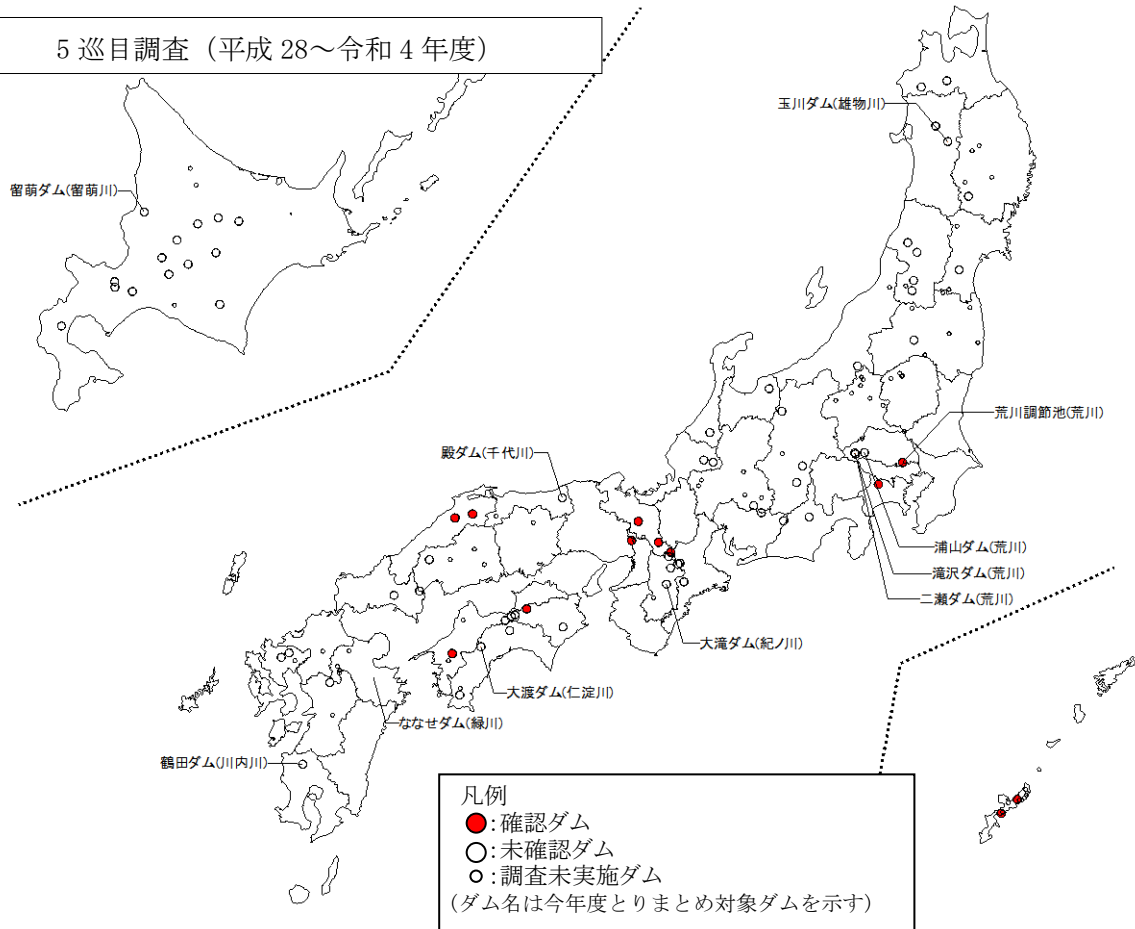 5巡目調査（平成28～令和4年度）
玉川ダム(雄物川)
留萌ダム(留萌川)
荒川調節池(荒川)
殿ダム(千代川)
浦山ダム(荒川)
滝沢ダム(荒川)
二瀬ダム(荒川)
大滝ダム(紀ノ川)
大渡ダム(仁淀川)
ななせダム(緑川)
鶴田ダム(川内川)
凡例
:確認ダム
:未確認ダム
:調査未実施ダム
(ダム名は今年度とりまとめ対象ダムを示す)